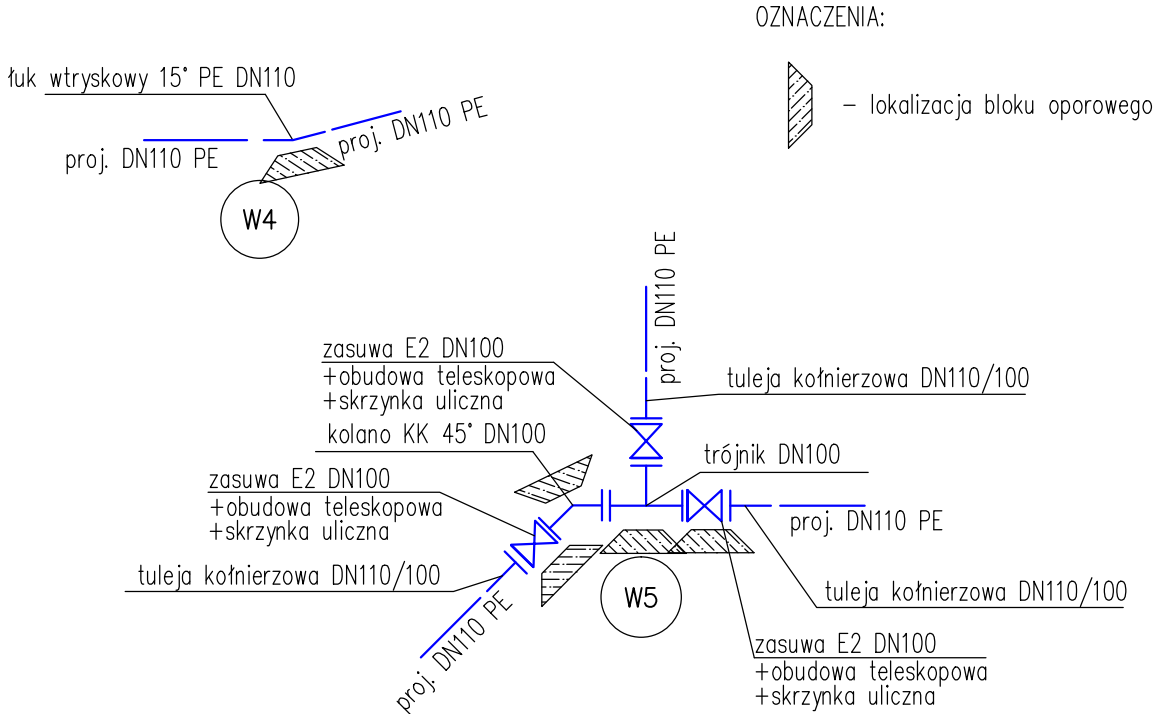 OZNACZENIA:
łuk wtryskowy 15° PE DN110
– lokalizacja bloku oporowego
proj. DN110 PE
proj. DN110 PE
W4
proj. DN110 PE
zasuwa E2 DN100
+obudowa teleskopowa
+skrzynka uliczna
tuleja kołnierzowa DN110/100
kolano KK 45° DN100
trójnik DN100
zasuwa E2 DN100
+obudowa teleskopowa
+skrzynka uliczna
proj. DN110 PE
tuleja kołnierzowa DN110/100
W5
tuleja kołnierzowa DN110/100
proj. DN110 PE
zasuwa E2 DN100
+obudowa teleskopowa
+skrzynka uliczna